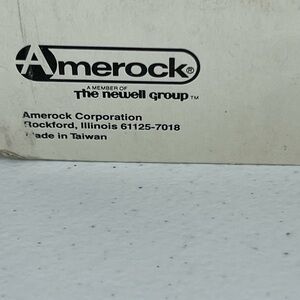 Amerock®
A MEMBER OF
The newell group™
Amerock Corporation
Rockford, Illinois 61125-7018
Made in Taiwan